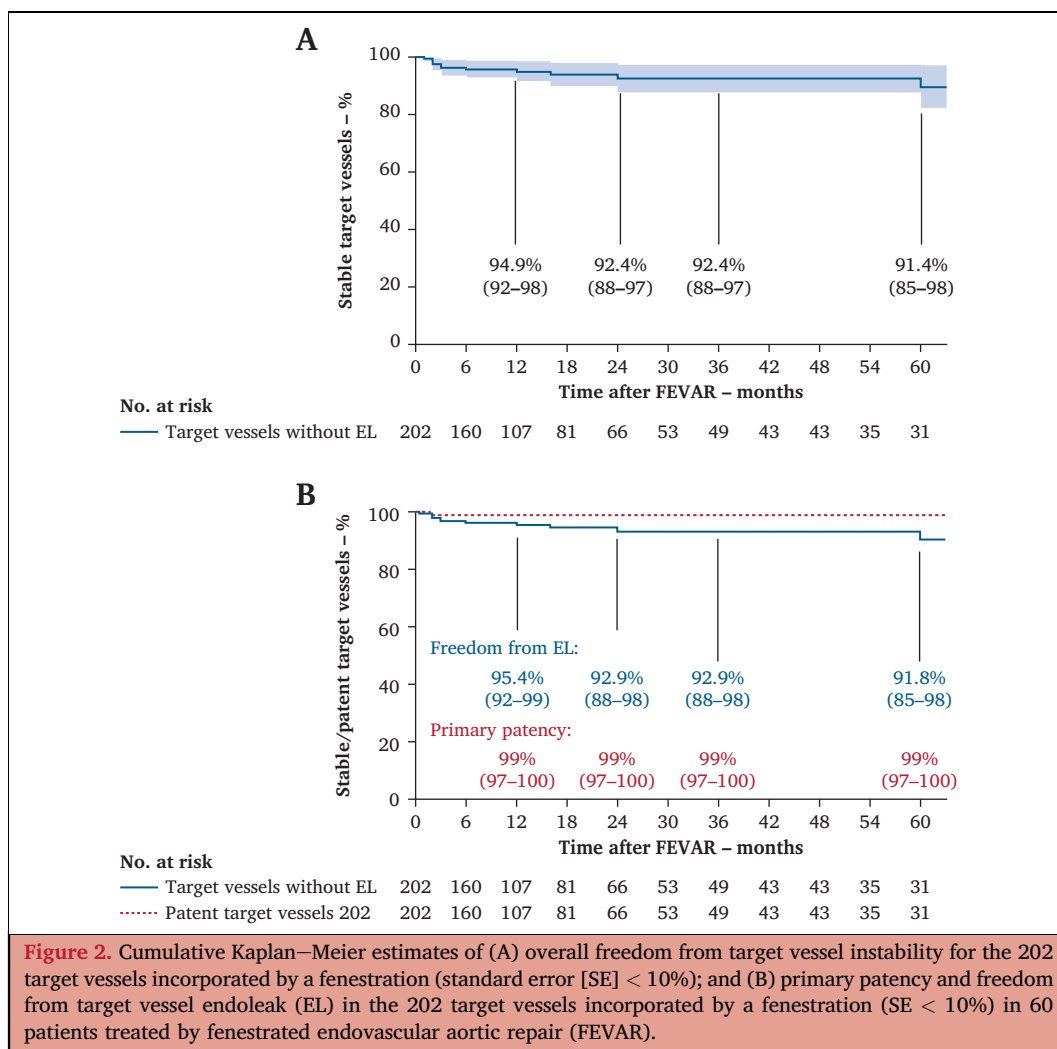 A
Stable target vessels – %
100
80
60
40
20
0
94.9%
(92–98)
92.4%
(88–97)
92.4%
(88–97)
91.4%
(85–98)
0 6 12 18 24 30 36 42 48 54 60
Time after FEVAR – months
No. at risk
Target vessels without EL 202 160 107 81 66 53 49 43 43 35 31
B
Stable/patent target vessels – %
100
80
60
40
20
0
Freedom from EL:
95.4%
(92–99)
92.9%
(88–98)
92.9%
(88–98)
91.8%
(85–98)
Primary patency:
99%
(97–100)
99%
(97–100)
99%
(97–100)
99%
(97–100)
0 6 12 18 24 30 36 42 48 54 60
Time after FEVAR – months
No. at risk
Target vessels without EL 202 160 107 81 66 53 49 43 43 35 31
Patent target vessels 202 202 160 107 81 66 53 49 43 43 35 31
Figure 2. Cumulative Kaplan–Meier estimates of (A) overall freedom from target vessel instability for the 202
target vessels incorporated by a fenestration (standard error [SE] < 10%); and (B) primary patency and freedom
from target vessel endoleak (EL) in the 202 target vessels incorporated by a fenestration (SE < 10%) in 60
patients treated by fenestrated endovascular aortic repair (FEVAR).